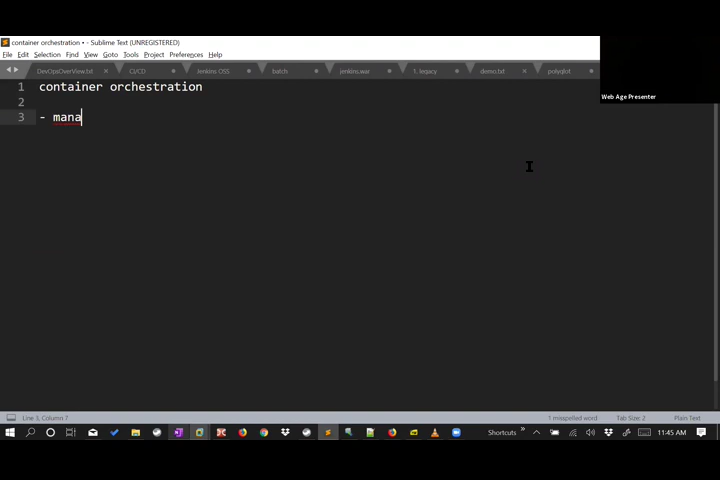 container orchestration • - Sublime Text (UNREGISTERED)
File Edit Selection Find View Goto Tools Project Preferences Help
DevOpsOverView.txt × CI/CD Jenkins OSS batch jenkins.war 1. legacy demo.txt × polyglot
Web Age Presenter
1 container orchestration
2
3 - mana
Line 3, Column 7 1 misspelled word Tab Size: 2 Plain Text
Shortcuts » 11:45 AM